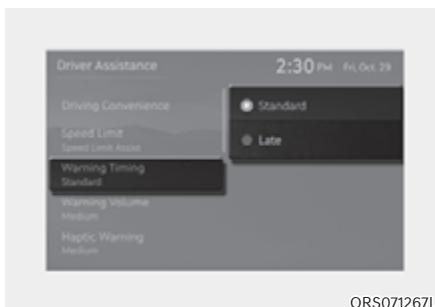 Driver Assistance
2:30 PM Fri, Oct. 29
Driving Convenience
Speed Limit
Speed Limit Assist
Warning Timing
Standard
Warning Volume
Medium
Haptic Warning
Medium
Standard
Late
ORS071267L